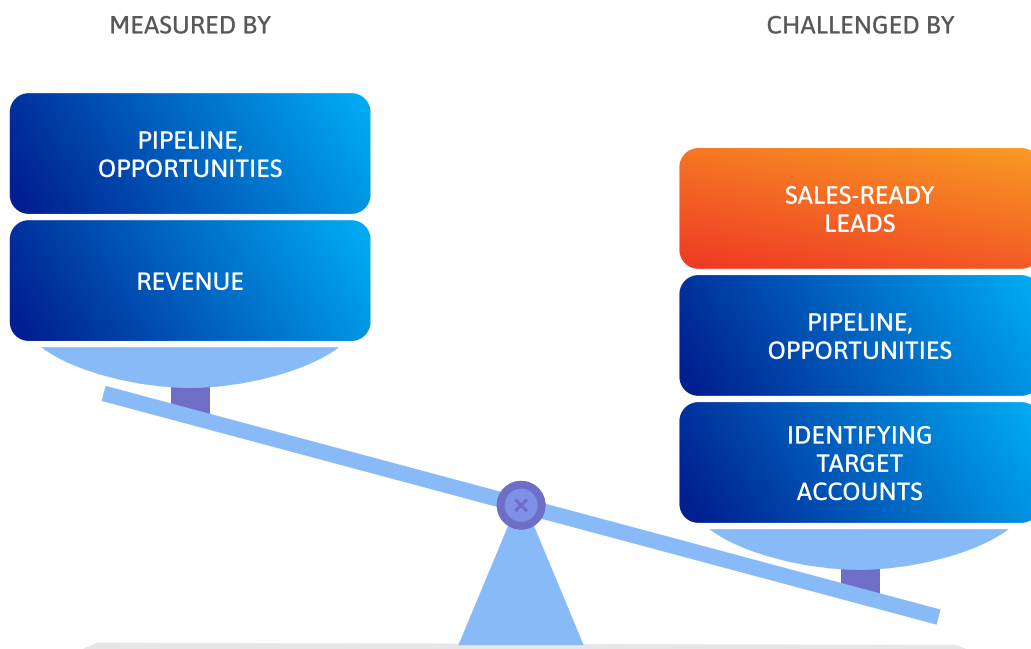 MEASURED BY
CHALLENGED BY
PIPELINE,
OPPORTUNITIES
REVENUE
SALES-READY
LEADS
PIPELINE,
OPPORTUNITIES
IDENTIFYING
TARGET
ACCOUNTS